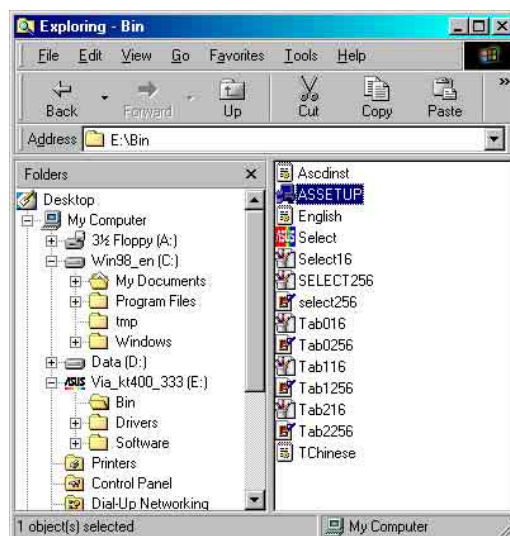 Exploring - Bin
File Edit View Go Favorites Tools Help
Back Forward Up Cut Copy Paste »
Address E:\Bin
Folders
Desktop
My Computer
3½ Floppy (A:)
Win98_en (C:)
My Documents
Program Files
tmp
Windows
Data (D:)
ASUS Via_kt400_333 (E:)
Bin
Drivers
Software
Printers
Control Panel
Dial-Up Networking
Ascdinst
ASSETUP
English
Select
Select16
SELECT256
select256
Tab016
Tab0256
Tab116
Tab1256
Tab216
Tab2256
TChinese
1 object(s) selected
My Computer